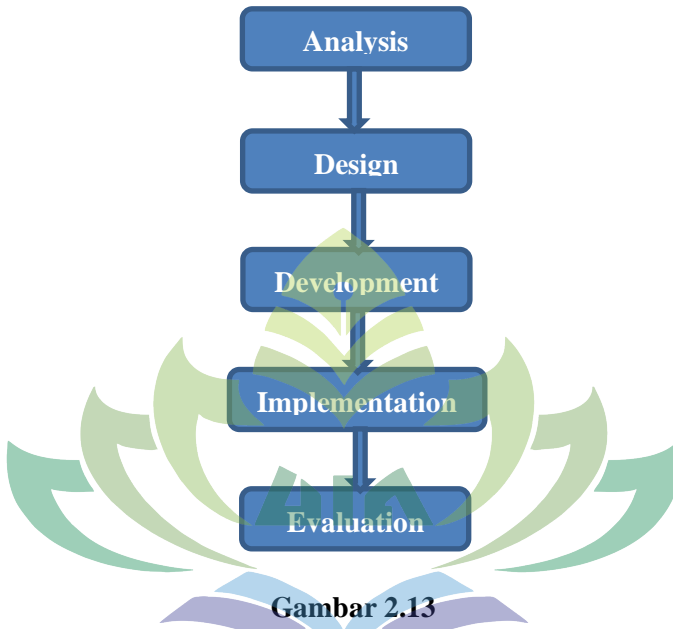 Analysis
Design
Development
Implementation
Evaluation
Gambar 2.13